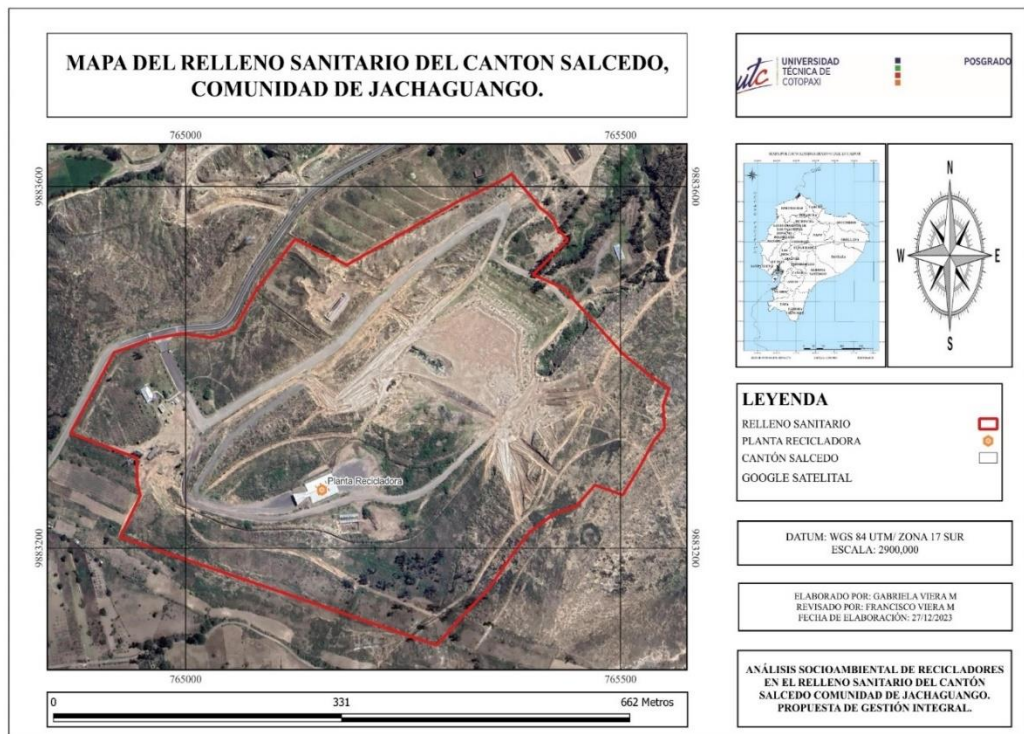 MAPA DEL RELLENO SANITARIO DEL CANTON SALCEDO,
COMUNIDAD DE JACHAGUANGO.
utc
UNIVERSIDAD
TÉCNICA DE
COTOPAXI
POSGRADO
765000
765500
9883600
9883600
Planta Recicladora
9883200
9883200
765000
765500
0
331
662 Metros
N
W
E
S
LEYENDA
RELLENO SANITARIO
PLANTA RECICLADORA
CANTÓN SALCEDO
GOOGLE SATELITAL
DATUM: WGS 84 UTM/ ZONA 17 SUR
ESCALA: 2900,000
ELABORADO POR: GABRIELA VIERA M
REVISADO POR: FRANCISCO VIERA M
FECHA DE ELABORACIÓN: 27/12/2023
ANÁLISIS SOCIOAMBIENTAL DE RECICLADORES
EN EL RELLENO SANITARIO DEL CANTÓN
SALCEDO COMUNIDAD DE JACHAGUANGO.
PROPUESTA DE GESTIÓN INTEGRAL.